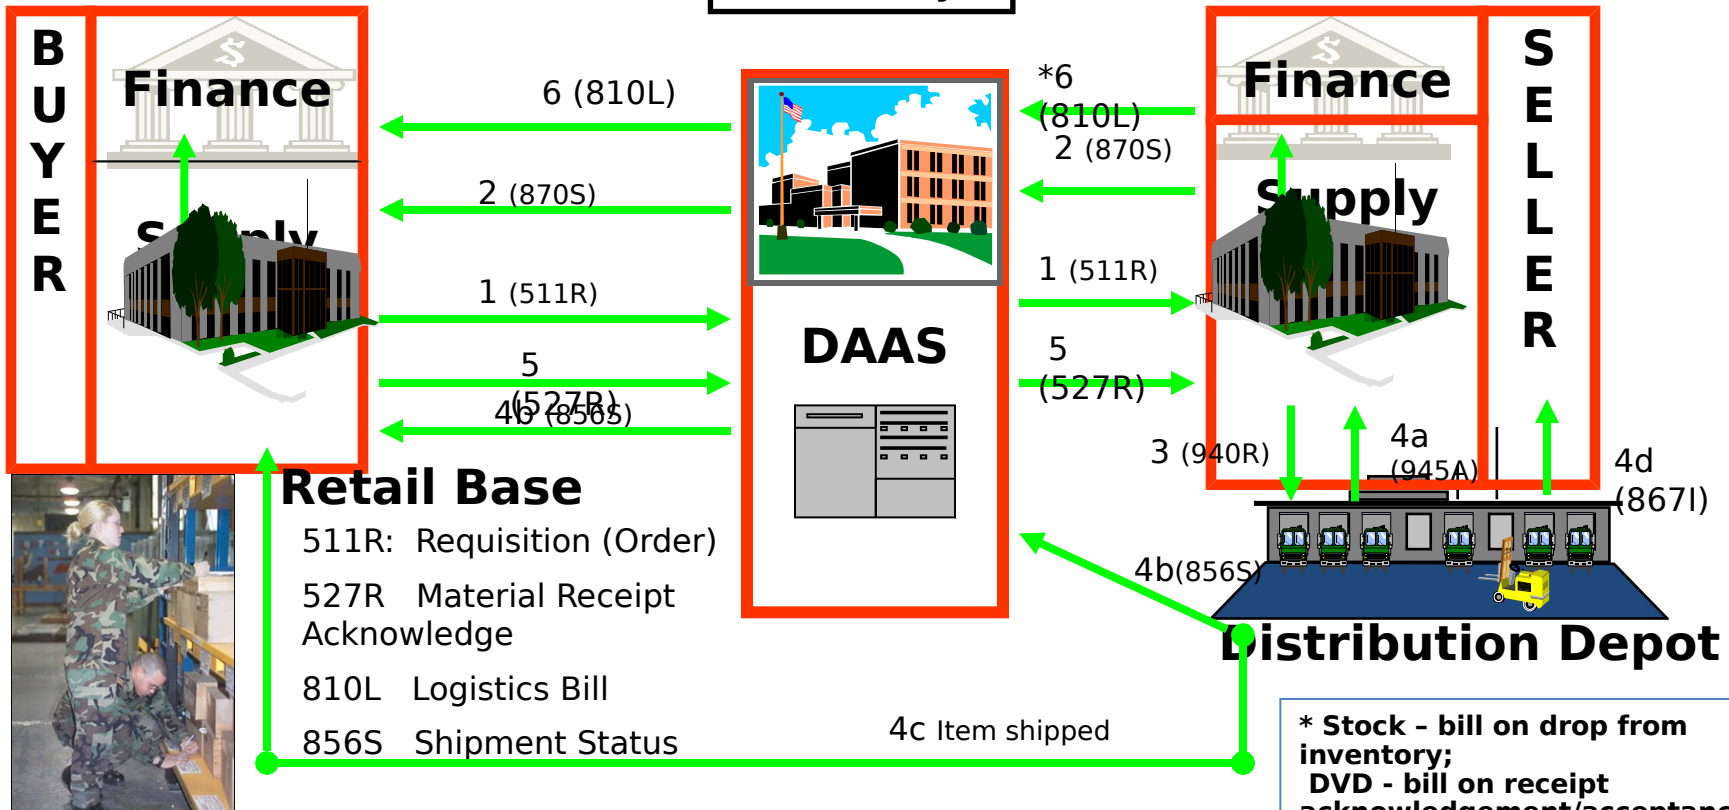 B
U
Y
E
R
Finance
Supply
6 (810L)
2 (870S)
1 (511R)
5
(527R)
4b (856S)
DAAS
*6
(810L)
2 (870S)
1 (511R)
5
(527R)
Finance
Supply
S
E
L
L
E
R
3 (940R)
4a
(945A)
4d
(867I)
4b(856S)
Distribution Depot
Retail Base
511R: Requisition (Order)
527R Material Receipt
Acknowledge
810L Logistics Bill
856S Shipment Status
4c Item shipped
* Stock – bill on drop from
inventory;
DVD - bill on receipt